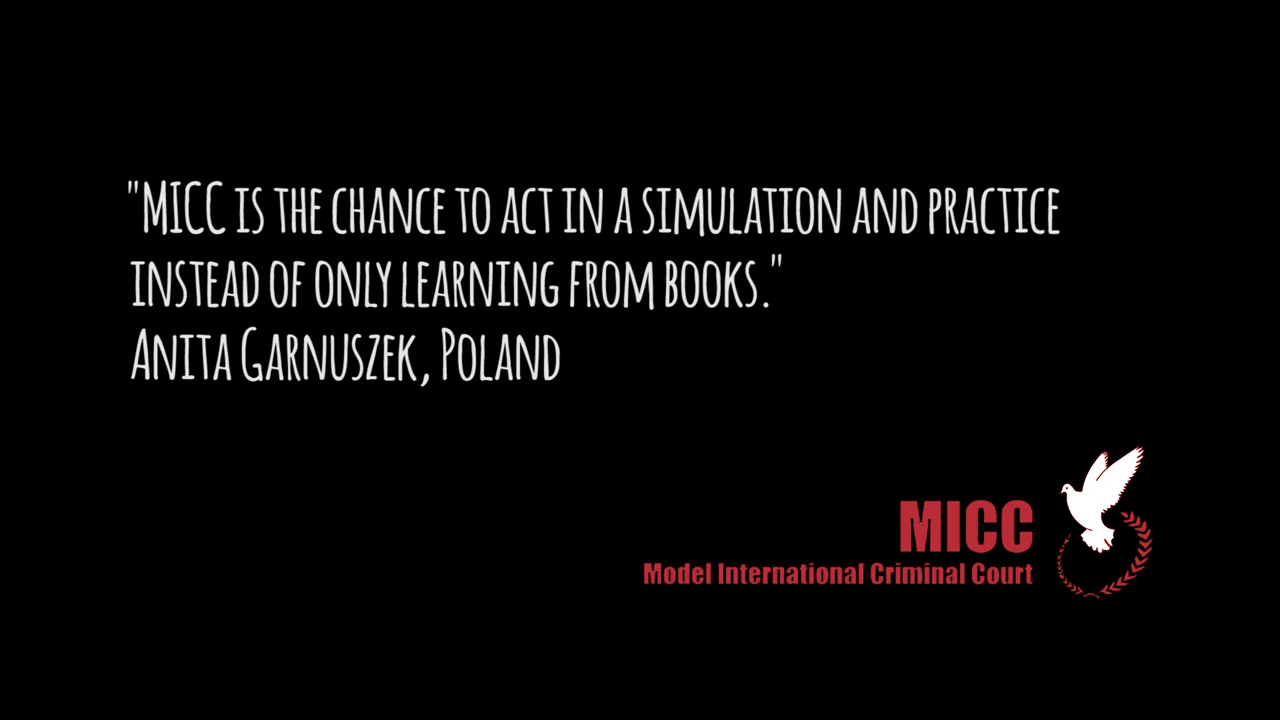 "MICC is the chance to act in a simulation and practice
instead of only learning from books."
Anita Garnuszek, Poland
MICC
Model International Criminal Court